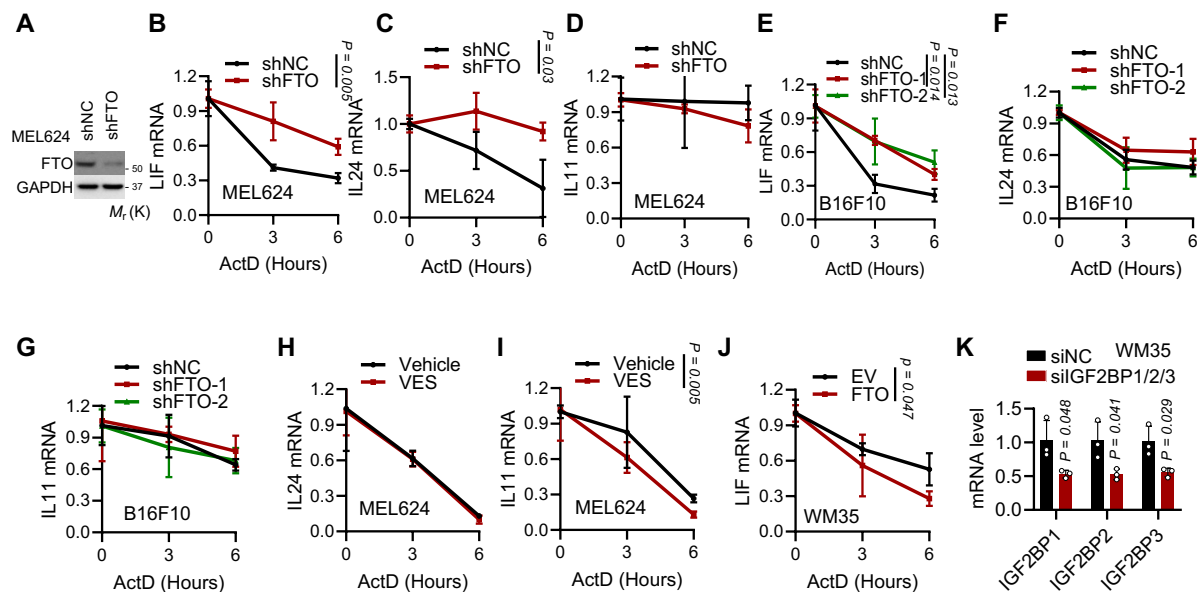 A
shNC
shFTO
MEL624
FTO
50
GAPDH
37
Mr (K)
B
shNC
shFTO
P = 0.005
LIF mRNA
1.2
0.9
0.6
0.3
0.0
MEL624
0
3
6
ActD (Hours)
C
shNC
shFTO
P = 0.03
IL24 mRNA
1.5
1.2
0.9
0.6
0.3
0.0
MEL624
0
3
6
ActD (Hours)
D
shNC
shFTO
IL11 mRNA
1.2
0.9
0.6
0.3
0.0
MEL624
0
3
6
ActD (Hours)
E
shNC
shFTO-1
shFTO-2
P = 0.014
P = 0.013
LIF mRNA
1.2
0.9
0.6
0.3
0.0
B16F10
0
3
6
ActD (Hours)
F
shNC
shFTO-1
shFTO-2
IL24 mRNA
1.2
0.9
0.6
0.3
0.0
B16F10
0
3
6
ActD (Hours)
G
shNC
shFTO-1
shFTO-2
IL11 mRNA
1.2
0.9
0.6
0.3
0.0
B16F10
0
3
6
ActD (Hours)
H
Vehicle
VES
IL24 mRNA
1.2
0.9
0.6
0.3
0.0
MEL624
0
3
6
ActD (Hours)
I
Vehicle
VES
P = 0.005
IL11 mRNA
1.2
0.9
0.6
0.3
0.0
MEL624
0
3
6
ActD (Hours)
J
EV
FTO
p = 0.047
LIF mRNA
1.2
0.9
0.6
0.3
0.0
WM35
0
3
6
ActD (Hours)
K
siNC WM35
siIGF2BP1/2/3
mRNA level
1.5
1.0
0.5
0.0
P = 0.048
P = 0.041
P = 0.029
IGF2BP1
IGF2BP2
IGF2BP3